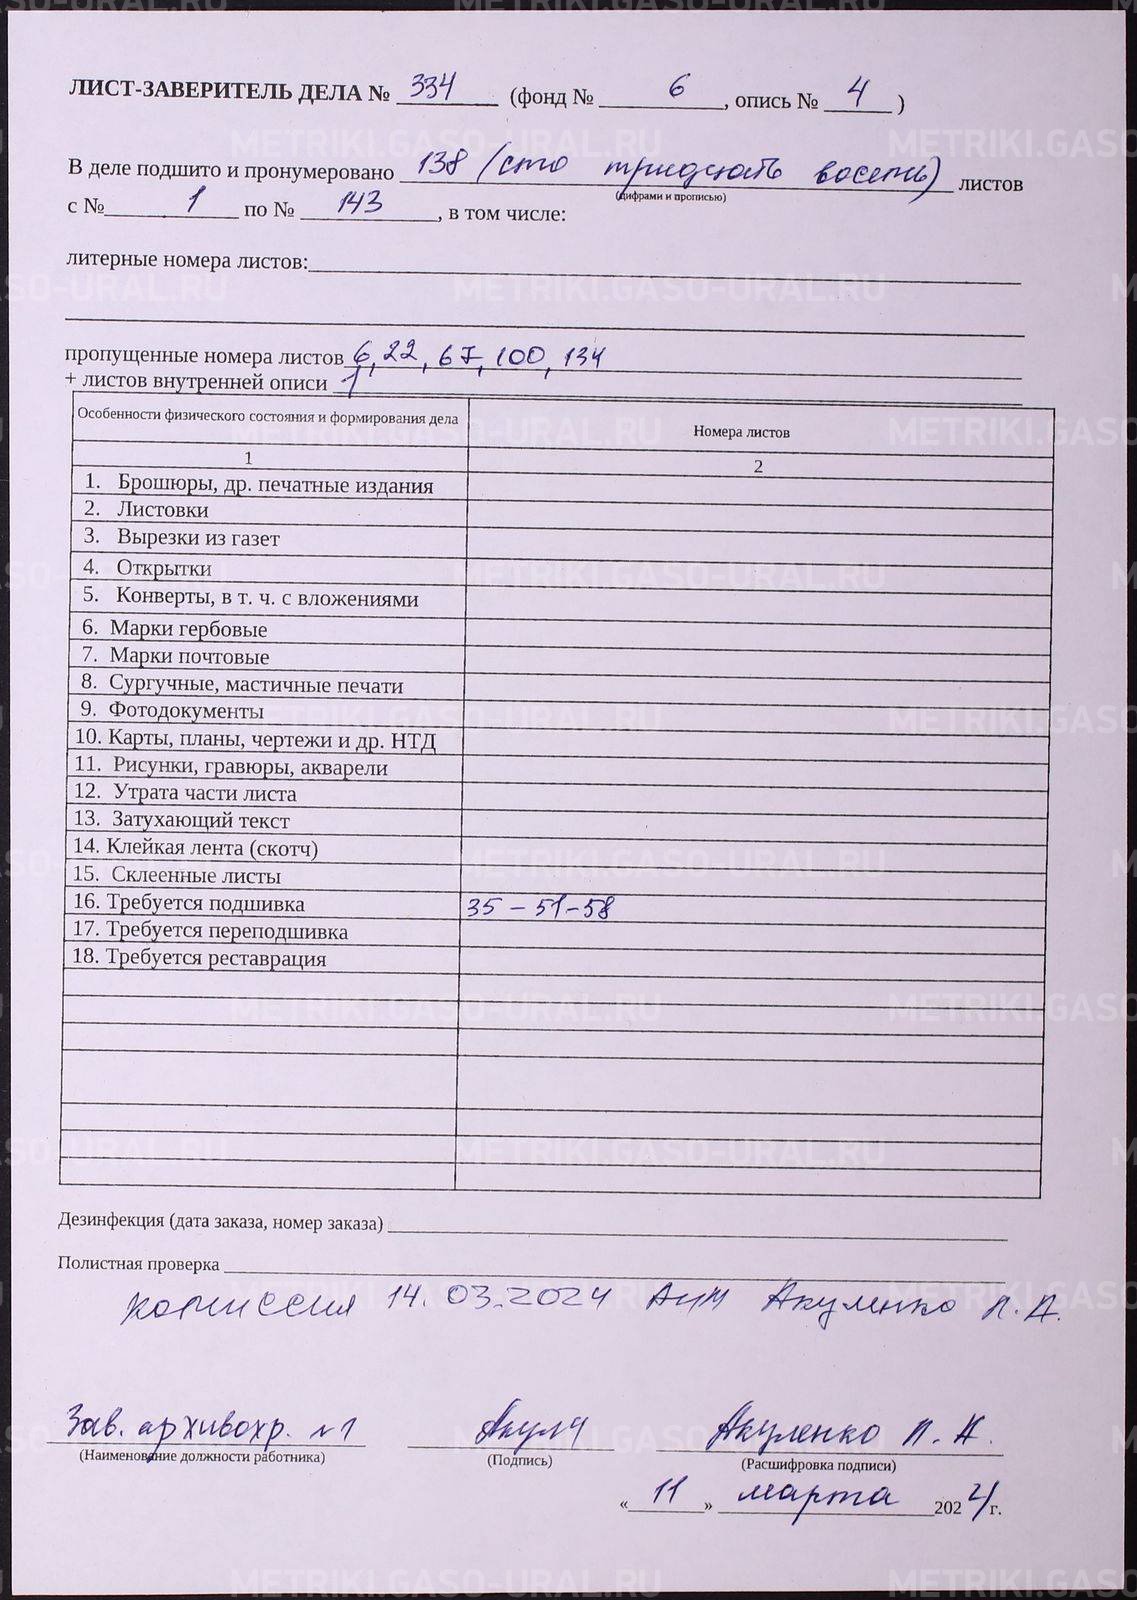 ЛИСТ-ЗАВЕРИТЕЛЬ ДЕЛА № 334 (фонд № 6, опись № 4)
В деле подшито и пронумеровано 138 (сто тридцать восемь) листов
(цифрами и прописью)
с № 1 по № 143, в том числе:
литерные номера листов:
пропущенные номера листов 6, 22, 67, 100, 134
+ листов внутренней описи 1
Особенности физического состояния и формирования дела Номера листов
1 2
1. Брошюры, др. печатные издания
2. Листовки
3. Вырезки из газет
4. Открытки
5. Конверты, в т. ч. с вложениями
6. Марки гербовые
7. Марки почтовые
8. Сургучные, мастичные печати
9. Фотодокументы
10. Карты, планы, чертежи и др. НТД
11. Рисунки, гравюры, акварели
12. Утрата части листа
13. Затухающий текст
14. Клейкая лента (скотч)
15. Склеенные листы
16. Требуется подшивка 35 – 51 – 58
17. Требуется переподшивка
18. Требуется реставрация
Дезинфекция (дата заказа, номер заказа)
Полистная проверка
комиссия 14.03.2024 Акуленко
Зав. архивохр. №1 Акуленко
(Наименование должности работника) (Подпись) (Расшифровка подписи)
« 11 » марта 2024 г.
METRIKI.GASO-URAL.RU